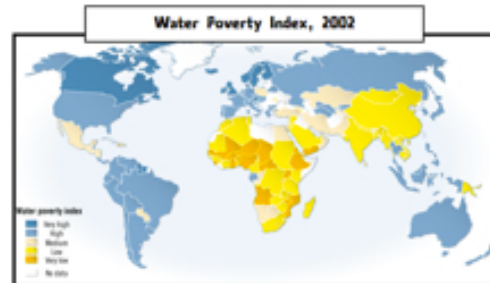 Water Poverty Index, 2002
Water poverty index
Very high
High
Medium
Low
Very low
No data